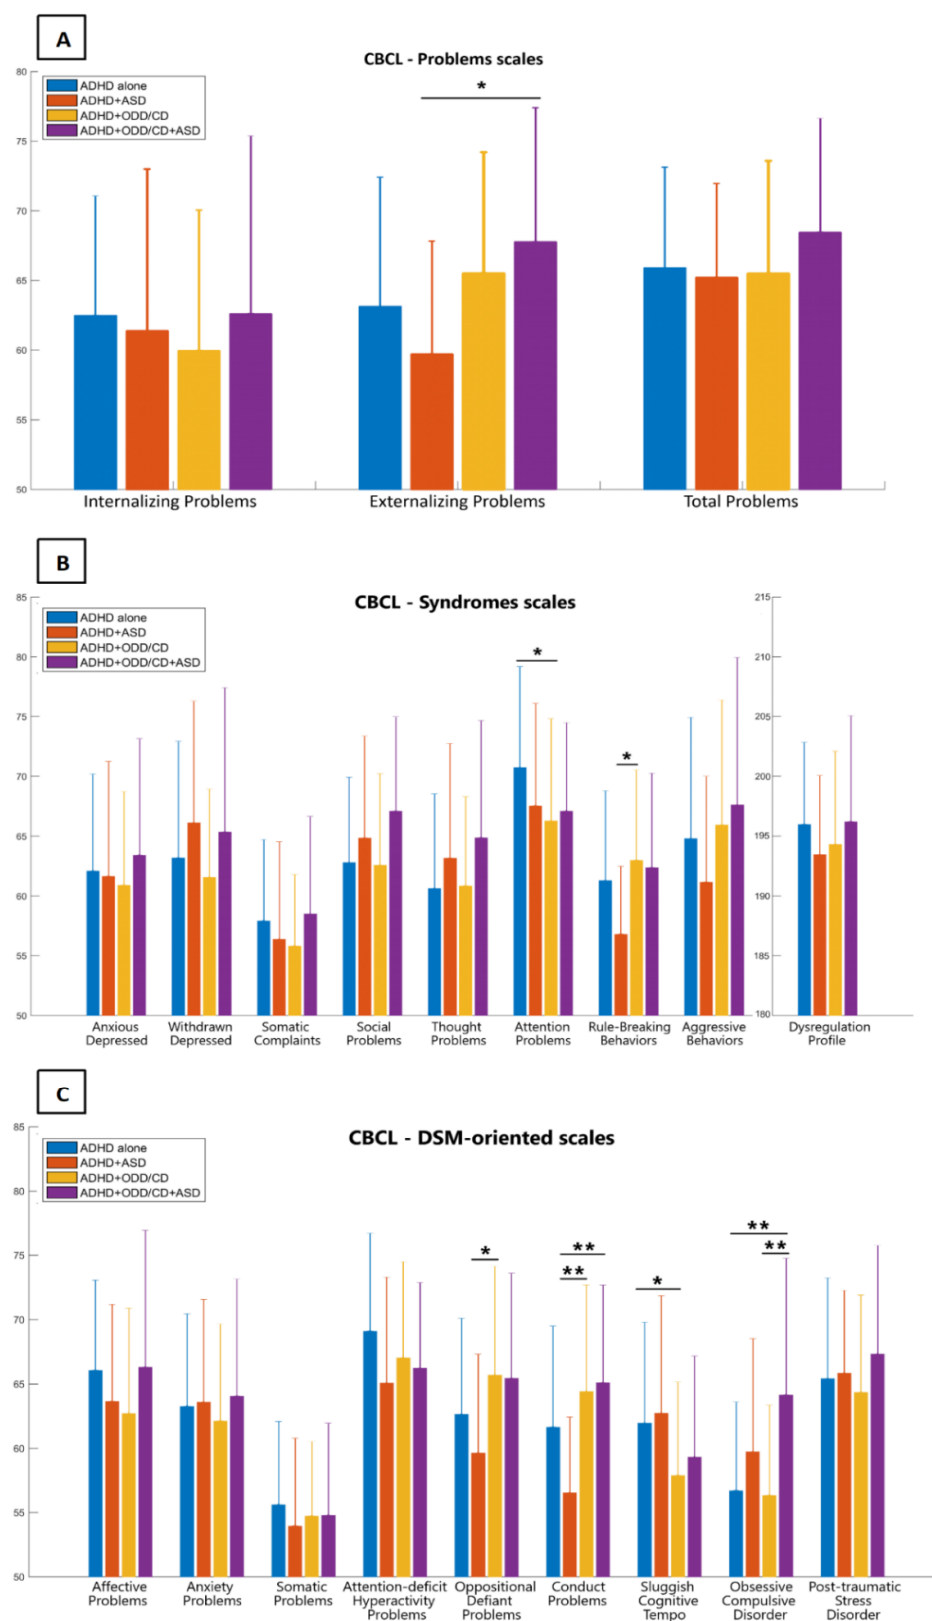 A
CBCL - Problems scales
ADHD alone
ADHD+ASD
ADHD+ODD/CD
ADHD+ODD/CD+ASD
*
80
75
70
65
60
55
50
Internalizing Problems
Externalizing Problems
Total Problems
B
CBCL - Syndromes scales
ADHD alone
ADHD+ASD
ADHD+ODD/CD
ADHD+ODD/CD+ASD
*
*
85
80
75
70
65
60
55
50
215
210
205
200
195
190
185
180
Anxious
Depressed
Withdrawn
Depressed
Somatic
Complaints
Social
Problems
Thought
Problems
Attention
Problems
Rule-Breaking
Behaviors
Aggressive
Behaviors
Dysregulation
Profile
C
CBCL - DSM-oriented scales
ADHD alone
ADHD+ASD
ADHD+ODD/CD
ADHD+ODD/CD+ASD
*
**
**
*
**
**
85
80
75
70
65
60
55
50
Affective
Problems
Anxiety
Problems
Somatic
Problems
Attention-deficit
Hyperactivity
Problems
Oppositional
Defiant
Problems
Conduct
Problems
Sluggish
Cognitive
Tempo
Obsessive
Compulsive
Disorder
Post-traumatic
Stress
Disorder